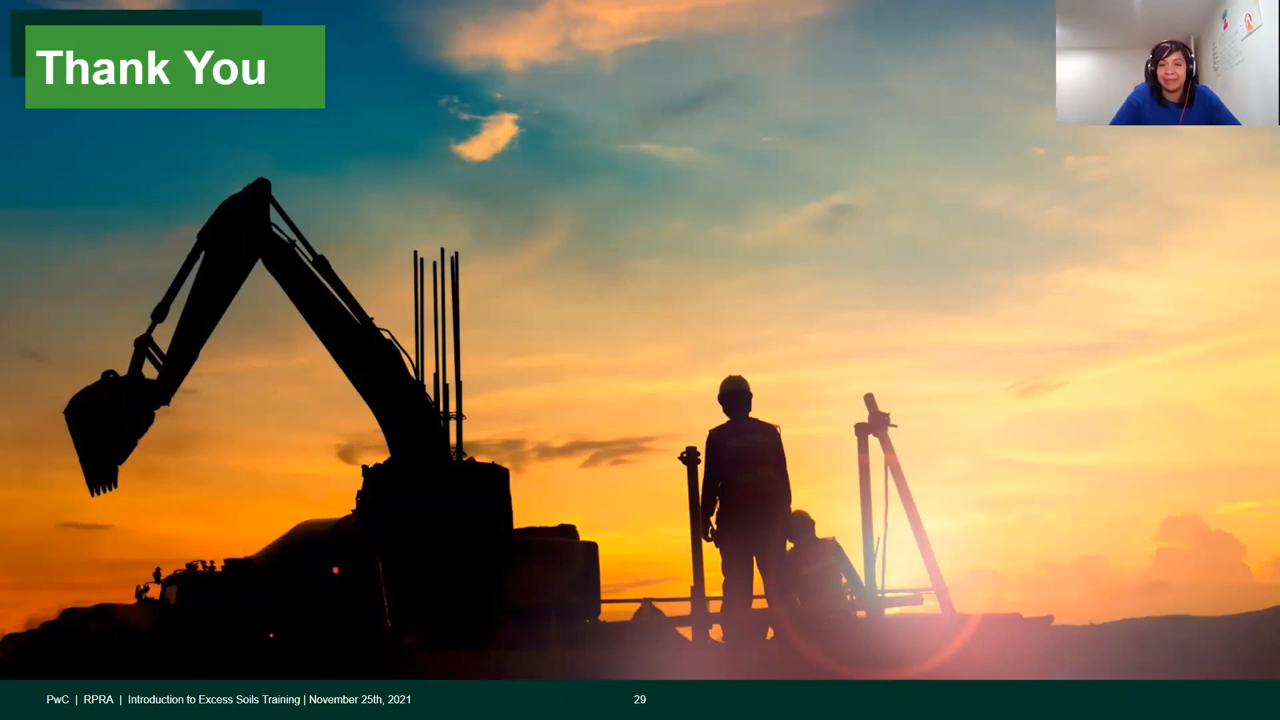 Thank You
PwC | RPRA | Introduction to Excess Soils Training | November 25th, 2021
29